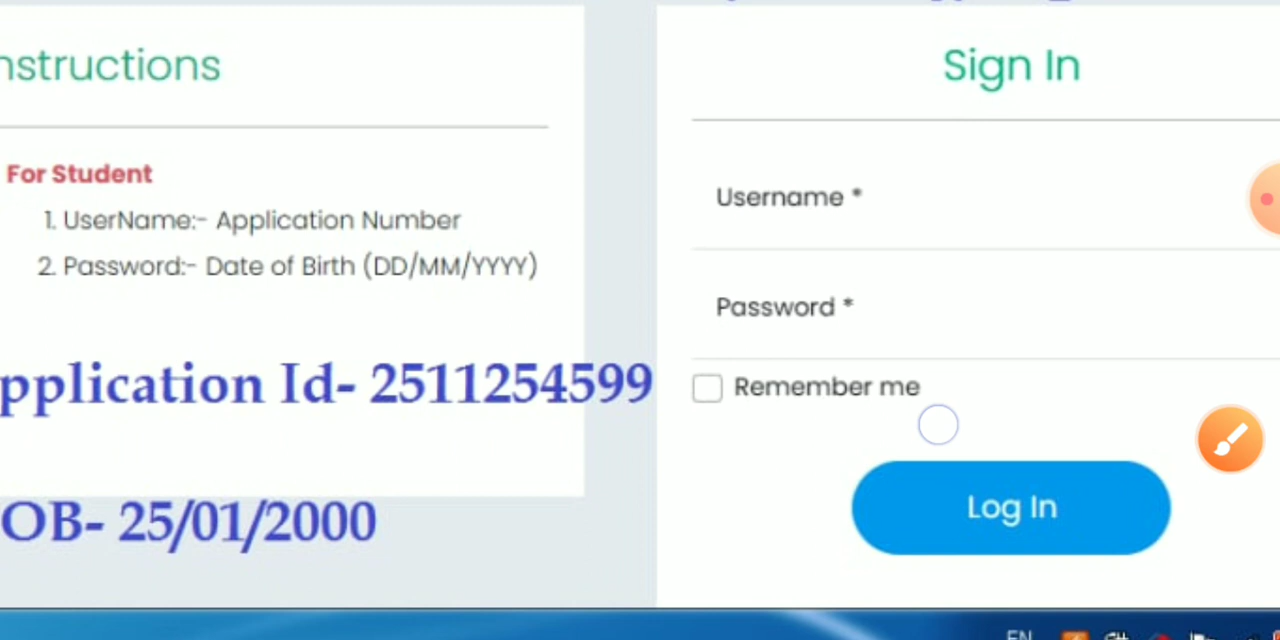 nstructions
For Student
1. UserName:- Application Number
2. Password:- Date of Birth (DD/MM/YYYY)
pplication Id- 2511254599
OB- 25/01/2000
Sign In
Username *
Password *
Remember me
Log In
EN